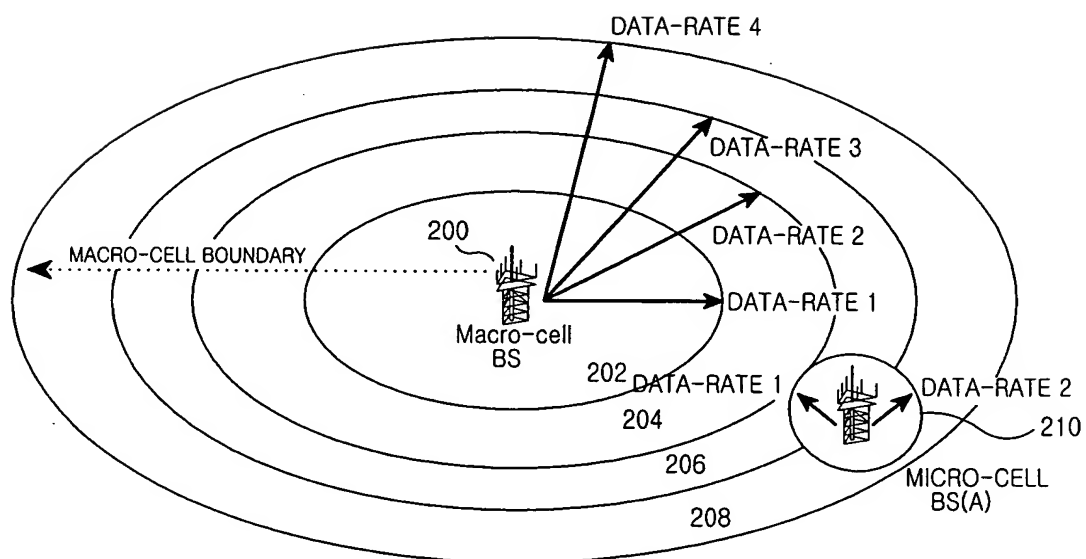 DATA-RATE 4
DATA-RATE 3
200
DATA-RATE 2
MACRO-CELL BOUNDARY
DATA-RATE 1
Macro-cell
BS
202
DATA-RATE 1
DATA-RATE 2
204
210
206
MICRO-CELL
BS(A)
208